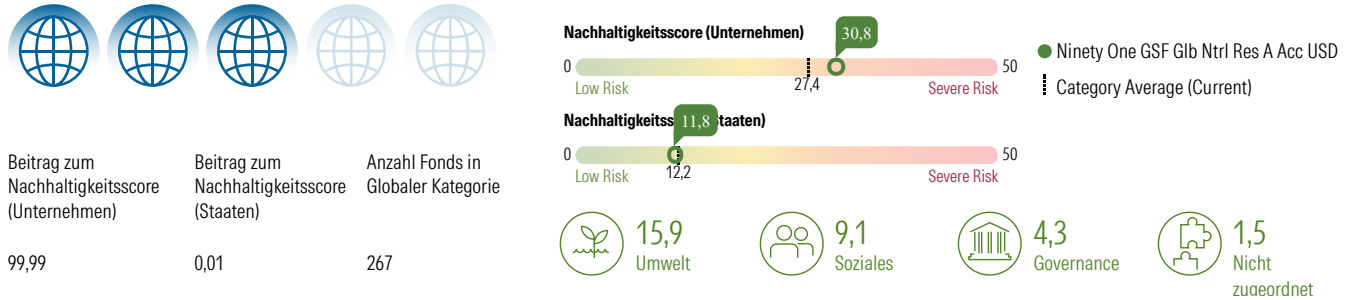 Nachhaltigkeitsscore (Unternehmen)
30,8
0
50
Low Risk
27,4
Severe Risk
Ninety One GSF Glb Ntrl Res A Acc USD
Category Average (Current)
Nachhaltigkeitss
11,8
taaten)
0
50
Low Risk
12,2
Severe Risk
Beitrag zum
Nachhaltigkeitsscore
(Unternehmen)
99,99
Beitrag zum
Nachhaltigkeitsscore
(Staaten)
0,01
Anzahl Fonds in
Globaler Kategorie
267
15,9
Umwelt
9,1
Soziales
4,3
Governance
1,5
Nicht
zugeordnet